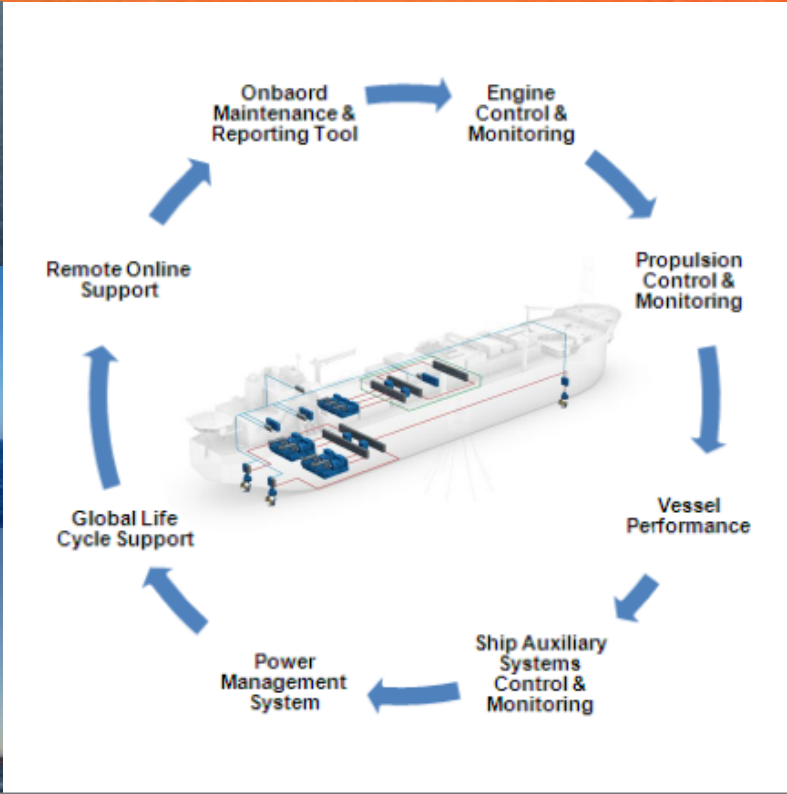 Onbaord
Maintenance &
Reporting Tool
Engine
Control &
Monitoring
Propulsion
Control &
Monitoring
Vessel
Performance
Ship Auxiliary
Systems
Control &
Monitoring
Power
Management
System
Global Life
Cycle Support
Remote Online
Support